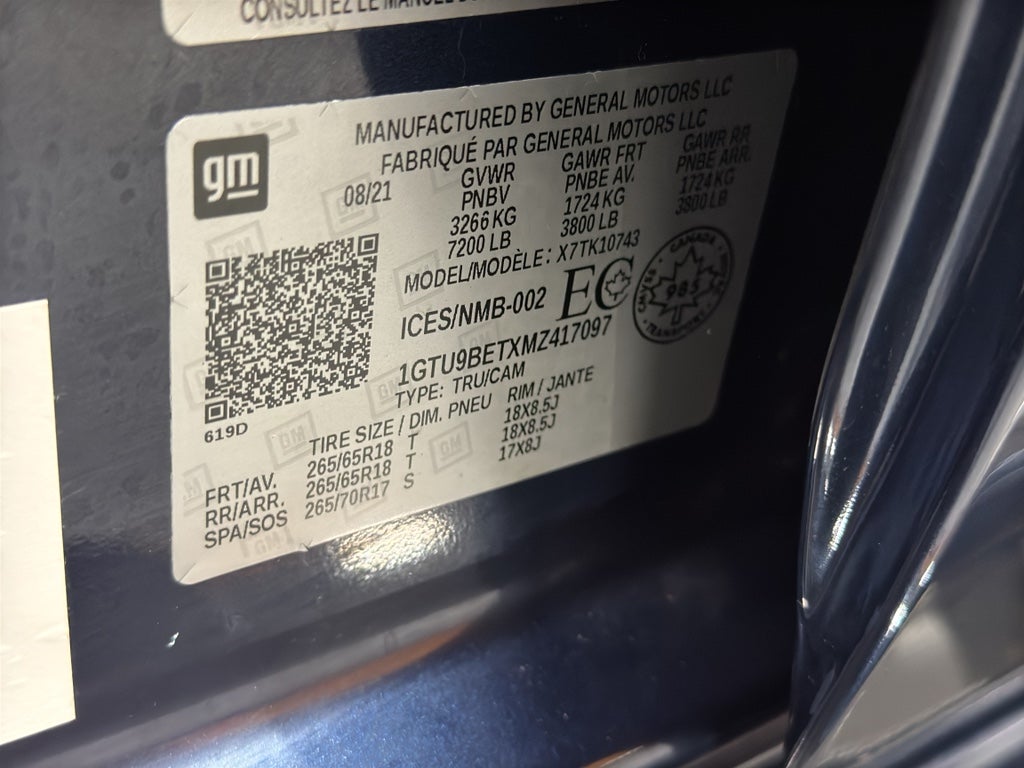 CONSULTEZ LE MANUEL
gm
MANUFACTURED BY GENERAL MOTORS LLC
FABRIQUÉ PAR GENERAL MOTORS LLC
08/21 GVWR GAWR FRT GAWR RR
PNBV PNBE AV. PNBE ARR.
3266 KG 1724 KG 1724 KG
7200 LB 3800 LB 3800 LB
MODEL/MODÈLE: X7TK10743
ICES/NMB-002 EC
CANADA
985
TRANSPORT
1GTU9BETXMZ417097
TYPE: TRU/CAM
619D
TIRE SIZE / DIM. PNEU RIM / JANTE
FRT/AV. 265/65R18 T 18X8.5J
RR/ARR. 265/65R18 T 18X8.5J
SPA/SOS 265/70R17 S 17X8J